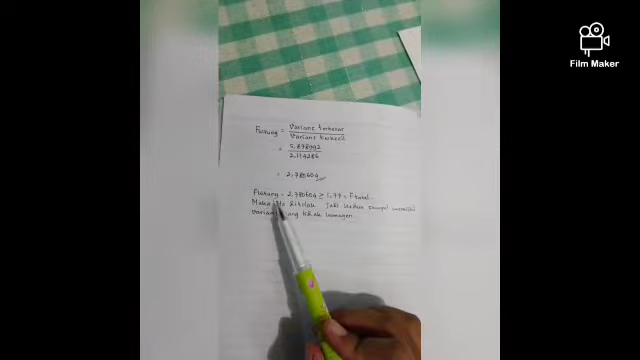 Film Maker
Fhitung = Varians terbesar
Varians terkecil
= 5,878992
2,114286
= 2,780604
Fhitung = 2,780604 ≥ 1,77 = Ftabel
Maka Ho ditolak Jadi kedua sampel memiliki
varians yang tidak homogen.